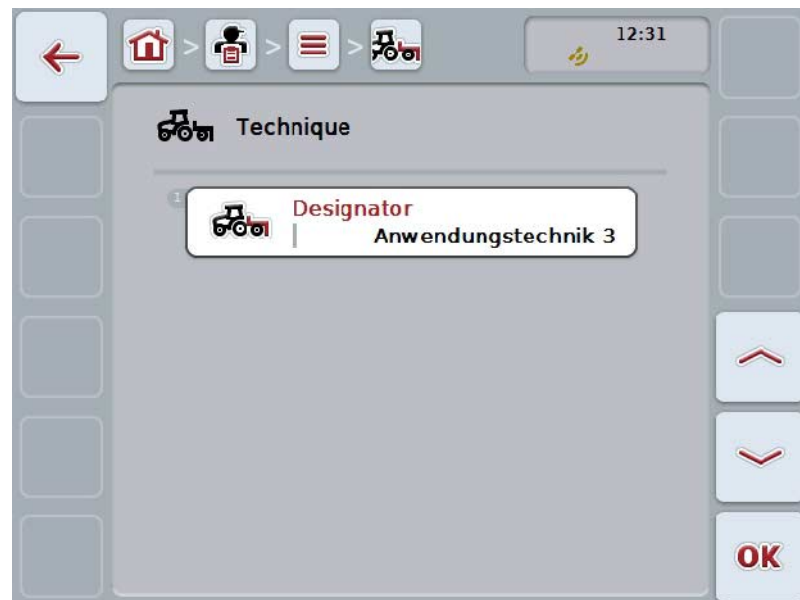 > > >
12:31
Technique
1
Designator
Anwendungstechnik 3
OK